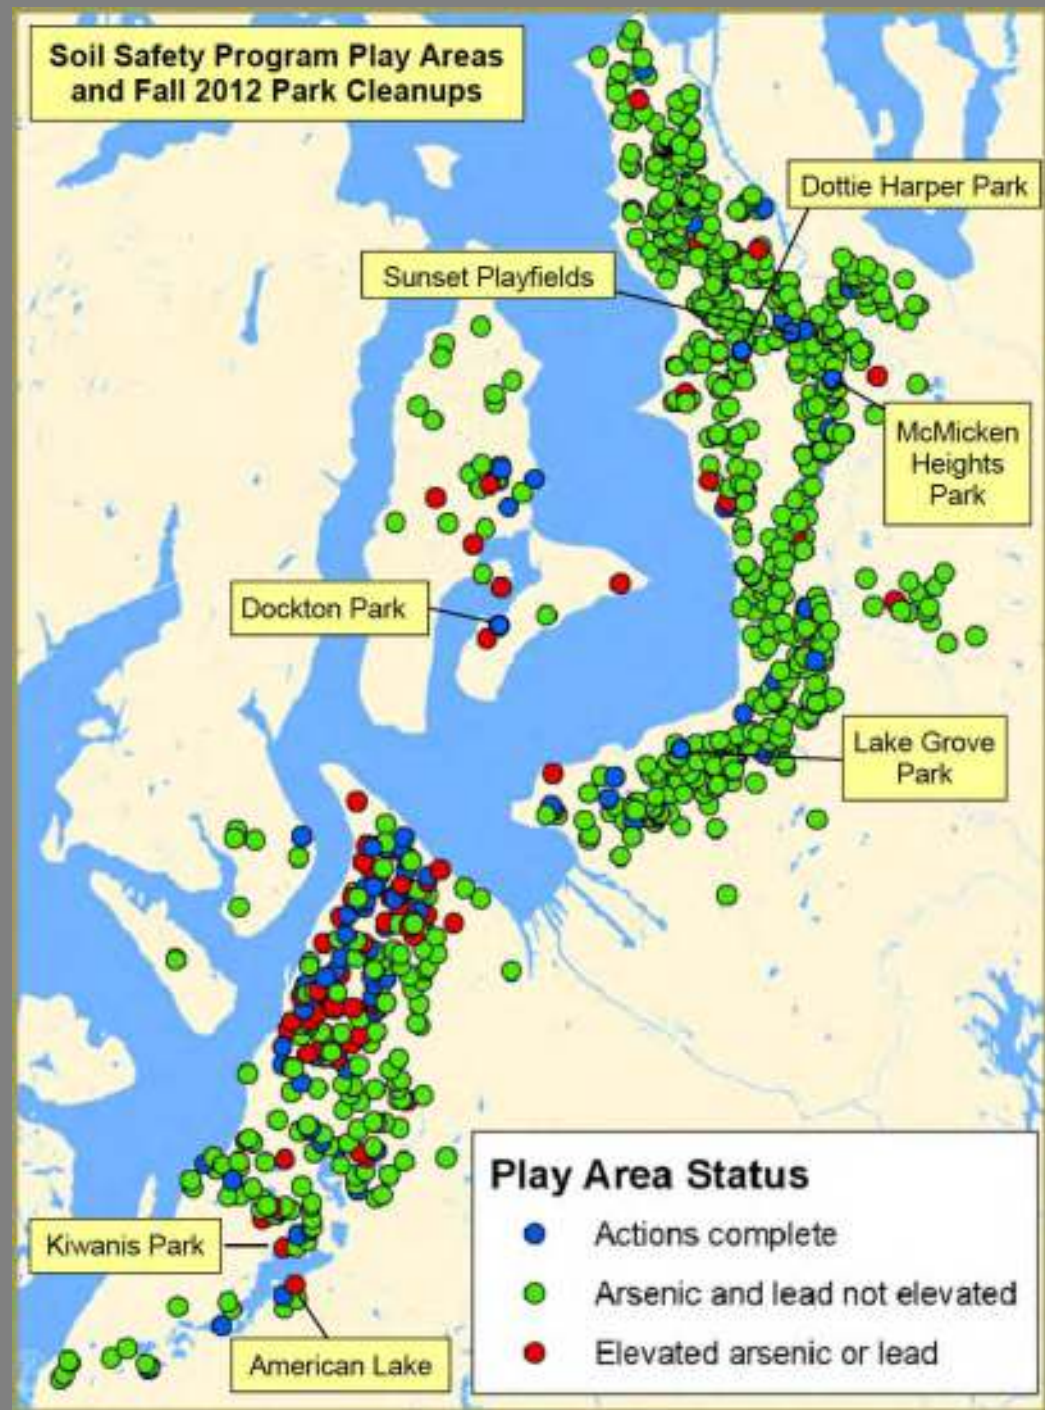 Soil Safety Program Play Areas
and Fall 2012 Park Cleanups
Dottie Harper Park
Sunset Playfields
McMicken
Heights
Park
Dockton Park
Lake Grove
Park
Kiwanis Park
American Lake
Play Area Status
Actions complete
Arsenic and lead not elevated
Elevated arsenic or lead